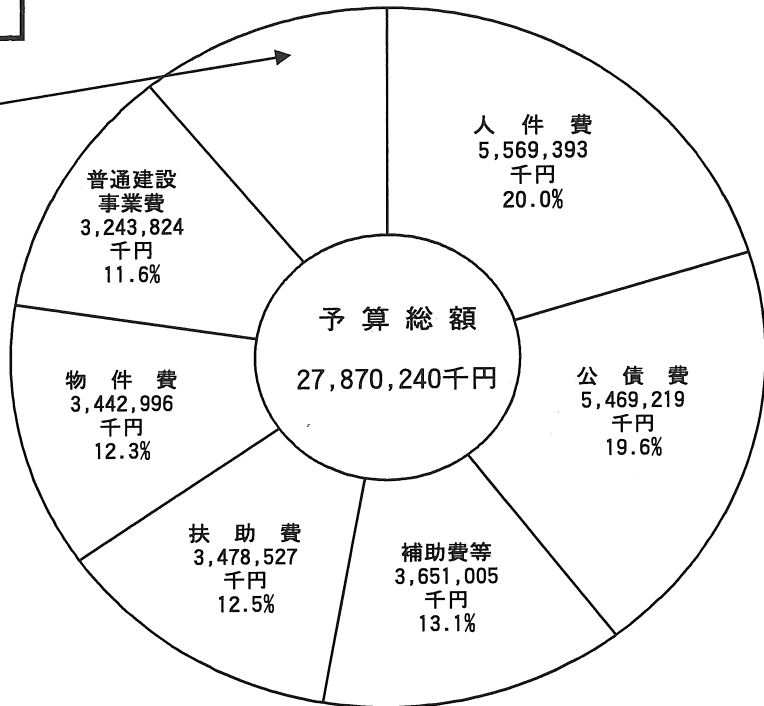 人件費
5,569,393
千円
20.0%
公債費
5,469,219
千円
19.6%
補助費等
3,651,005
千円
13.1%
扶助費
3,478,527
千円
12.5%
物件費
3,442,996
千円
12.3%
普通建設
事業費
3,243,824
千円
11.6%
予算総額
27,870,240千円